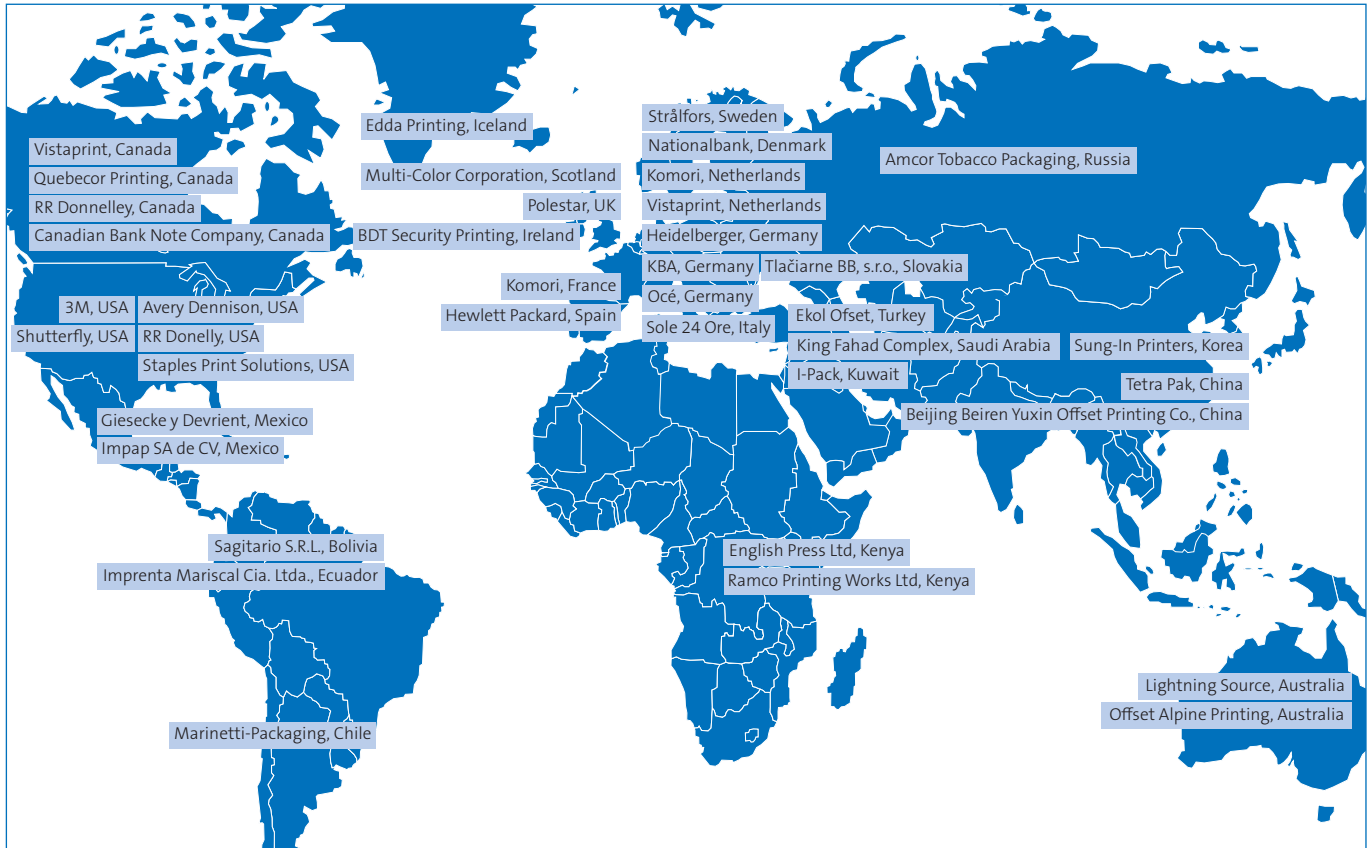 Vistaprint, Canada
Quebecor Printing, Canada
RR Donnelley, Canada
Canadian Bank Note Company, Canada
3M, USA
Avery Dennison, USA
Shutterfly, USA
RR Donelly, USA
Staples Print Solutions, USA
Giesecke y Devrient, Mexico
Impap SA de CV, Mexico
Sagitario S.R.L., Bolivia
Imprenta Mariscal Cia. Ltda., Ecuador
Marinetti-Packaging, Chile
Edda Printing, Iceland
Multi-Color Corporation, Scotland
Polestar, UK
BDT Security Printing, Ireland
Komori, France
Hewlett Packard, Spain
Strålfors, Sweden
Nationalbank, Denmark
Komori, Netherlands
Vistaprint, Netherlands
Heidelberger, Germany
KBA, Germany
Tlačiarne BB, s.r.o., Slovakia
Océ, Germany
Sole 24 Ore, Italy
Ekol Ofset, Turkey
King Fahad Complex, Saudi Arabia
I-Pack, Kuwait
Amcor Tobacco Packaging, Russia
Sung-In Printers, Korea
Tetra Pak, China
Beijing Beiren Yuxin Offset Printing Co., China
English Press Ltd, Kenya
Ramco Printing Works Ltd, Kenya
Lightning Source, Australia
Offset Alpine Printing, Australia